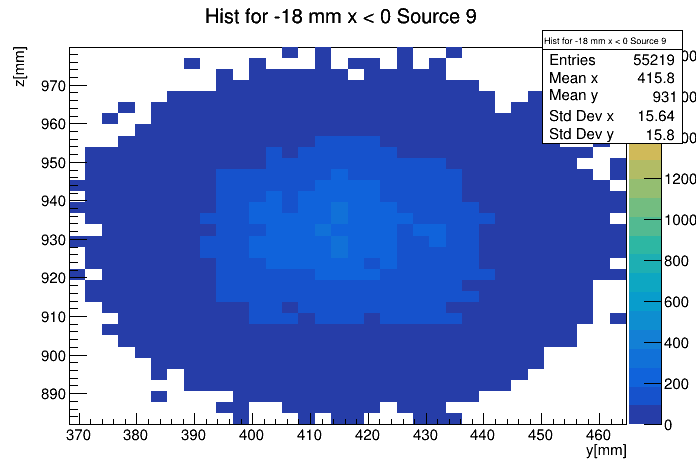 Hist for -18 mm x < 0 Source 9
Hist for -18 mm x < 0 Source 9
Entries 55219
Mean x 415.8
Mean y 931
Std Dev x 15.64
Std Dev y 15.8
z[mm]
970
960
950
940
930
920
910
900
890
370 380 390 400 410 420 430 440 450 460
y[mm]
1200
1000
800
600
400
200
0